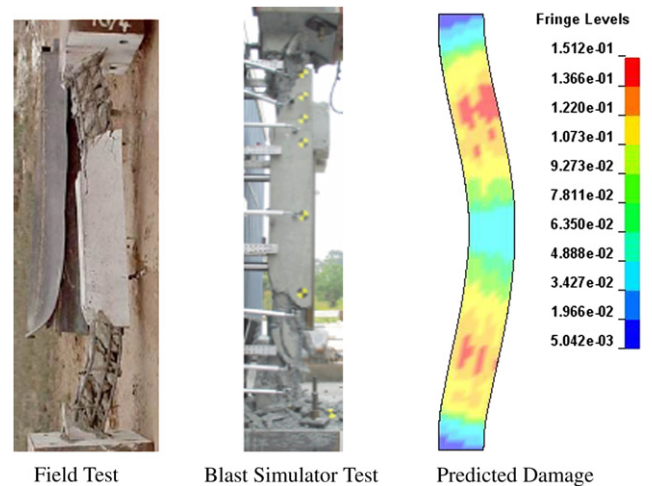 10/4
Fringe Levels
1.512e-01
1.366e-01
1.220e-01
1.073e-01
9.273e-02
7.811e-02
6.350e-02
4.888e-02
3.427e-02
1.966e-02
5.042e-03
Field Test
Blast Simulator Test
Predicted Damage